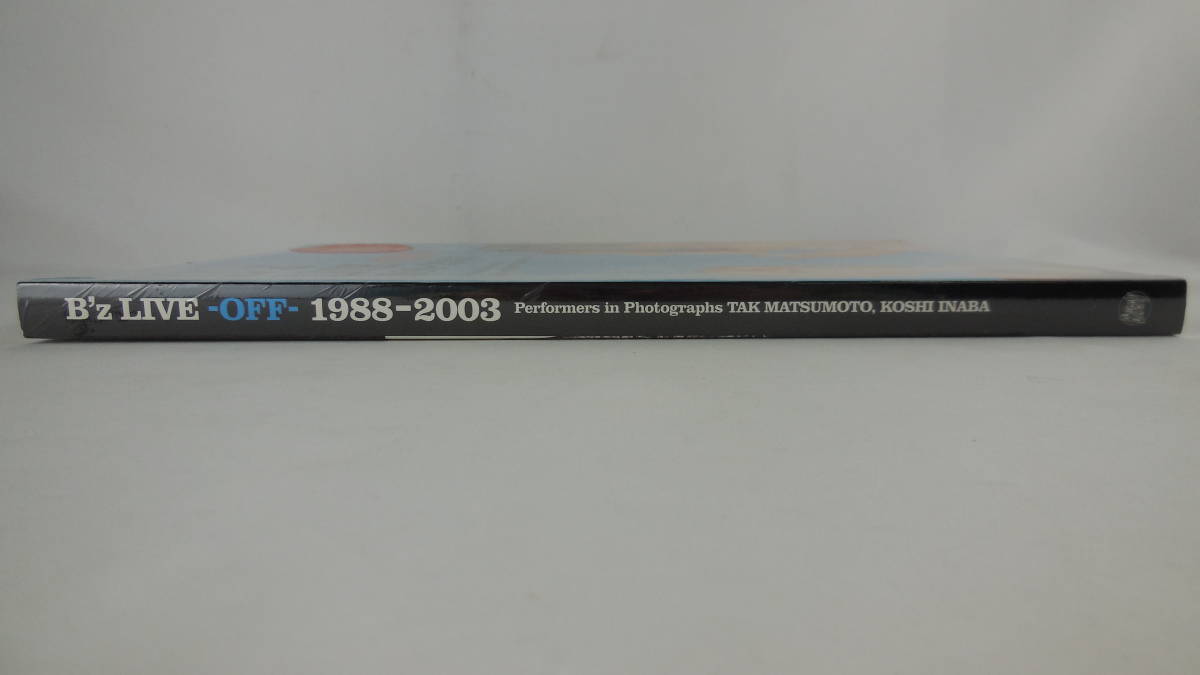 B'z LIVE -OFF- 1988-2003 Performers in Photographs TAK MATSUMOTO, KOSHI INABA